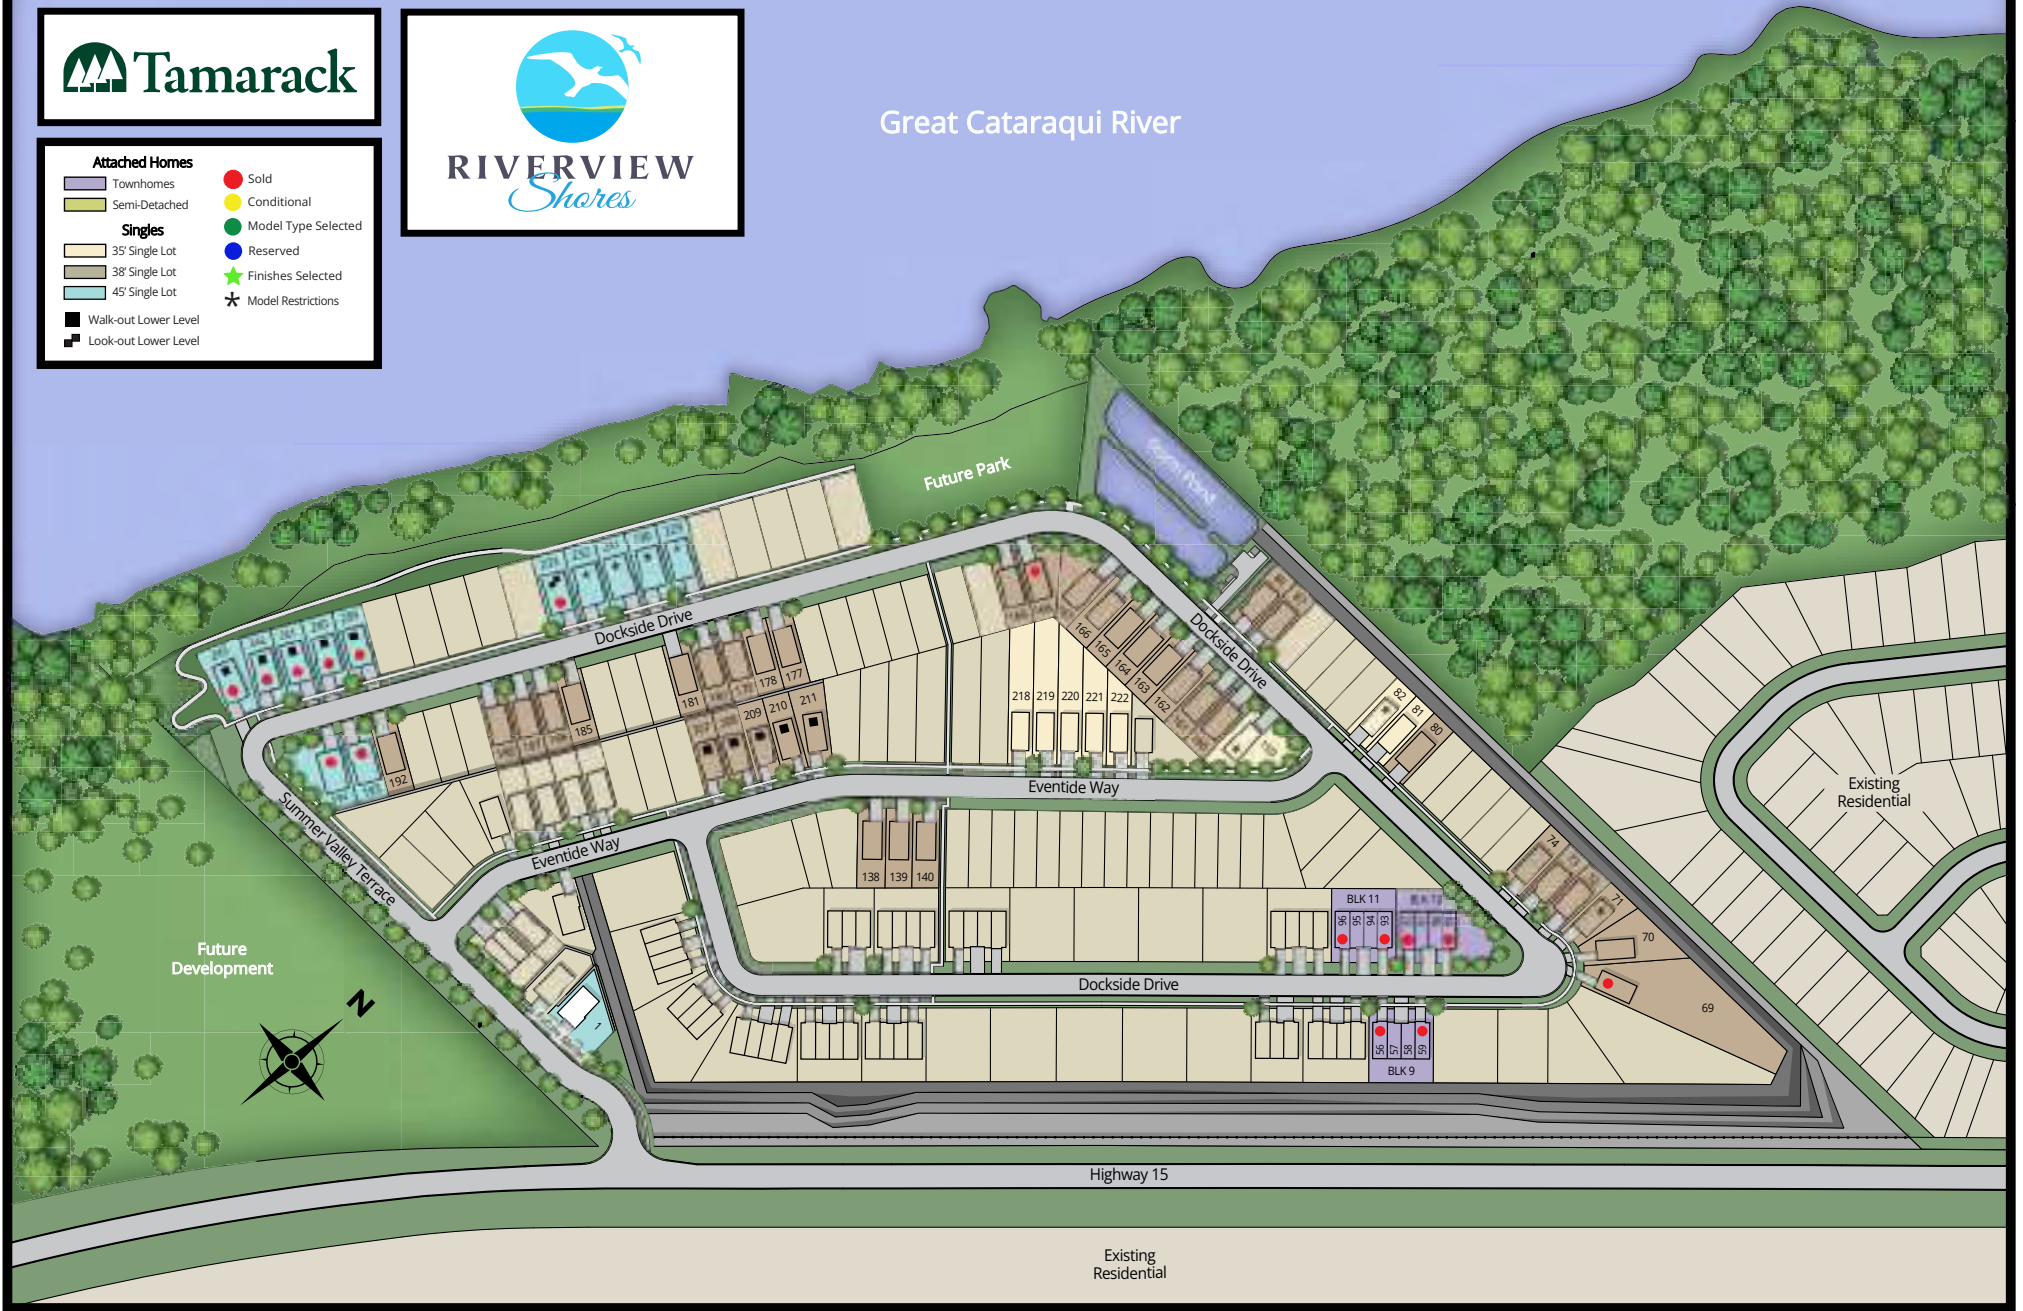 Tamarack
RIVERVIEW
Shores
Attached Homes
Townhomes
Semi-Detached
Singles
35' Single Lot
38' Single Lot
45' Single Lot
Walk-out Lower Level
Look-out Lower Level
Sold
Conditional
Model Type Selected
Reserved
Finishes Selected
Model Restrictions
Great Cataraqui River
Future Park
Dockside Drive
Dockside Drive
166
165
164
163
162
181
178
177
185
192
209
210
211
218
219
220
221
222
82
81
80
Summer Valley Terrace
Eventide Way
Eventide Way
138
139
140
74
71
70
69
BLK 11
96
95
94
93
Dockside Drive
56
57
58
59
BLK 9
1
Future
Development
N
Existing
Residential
Highway 15
Existing
Residential